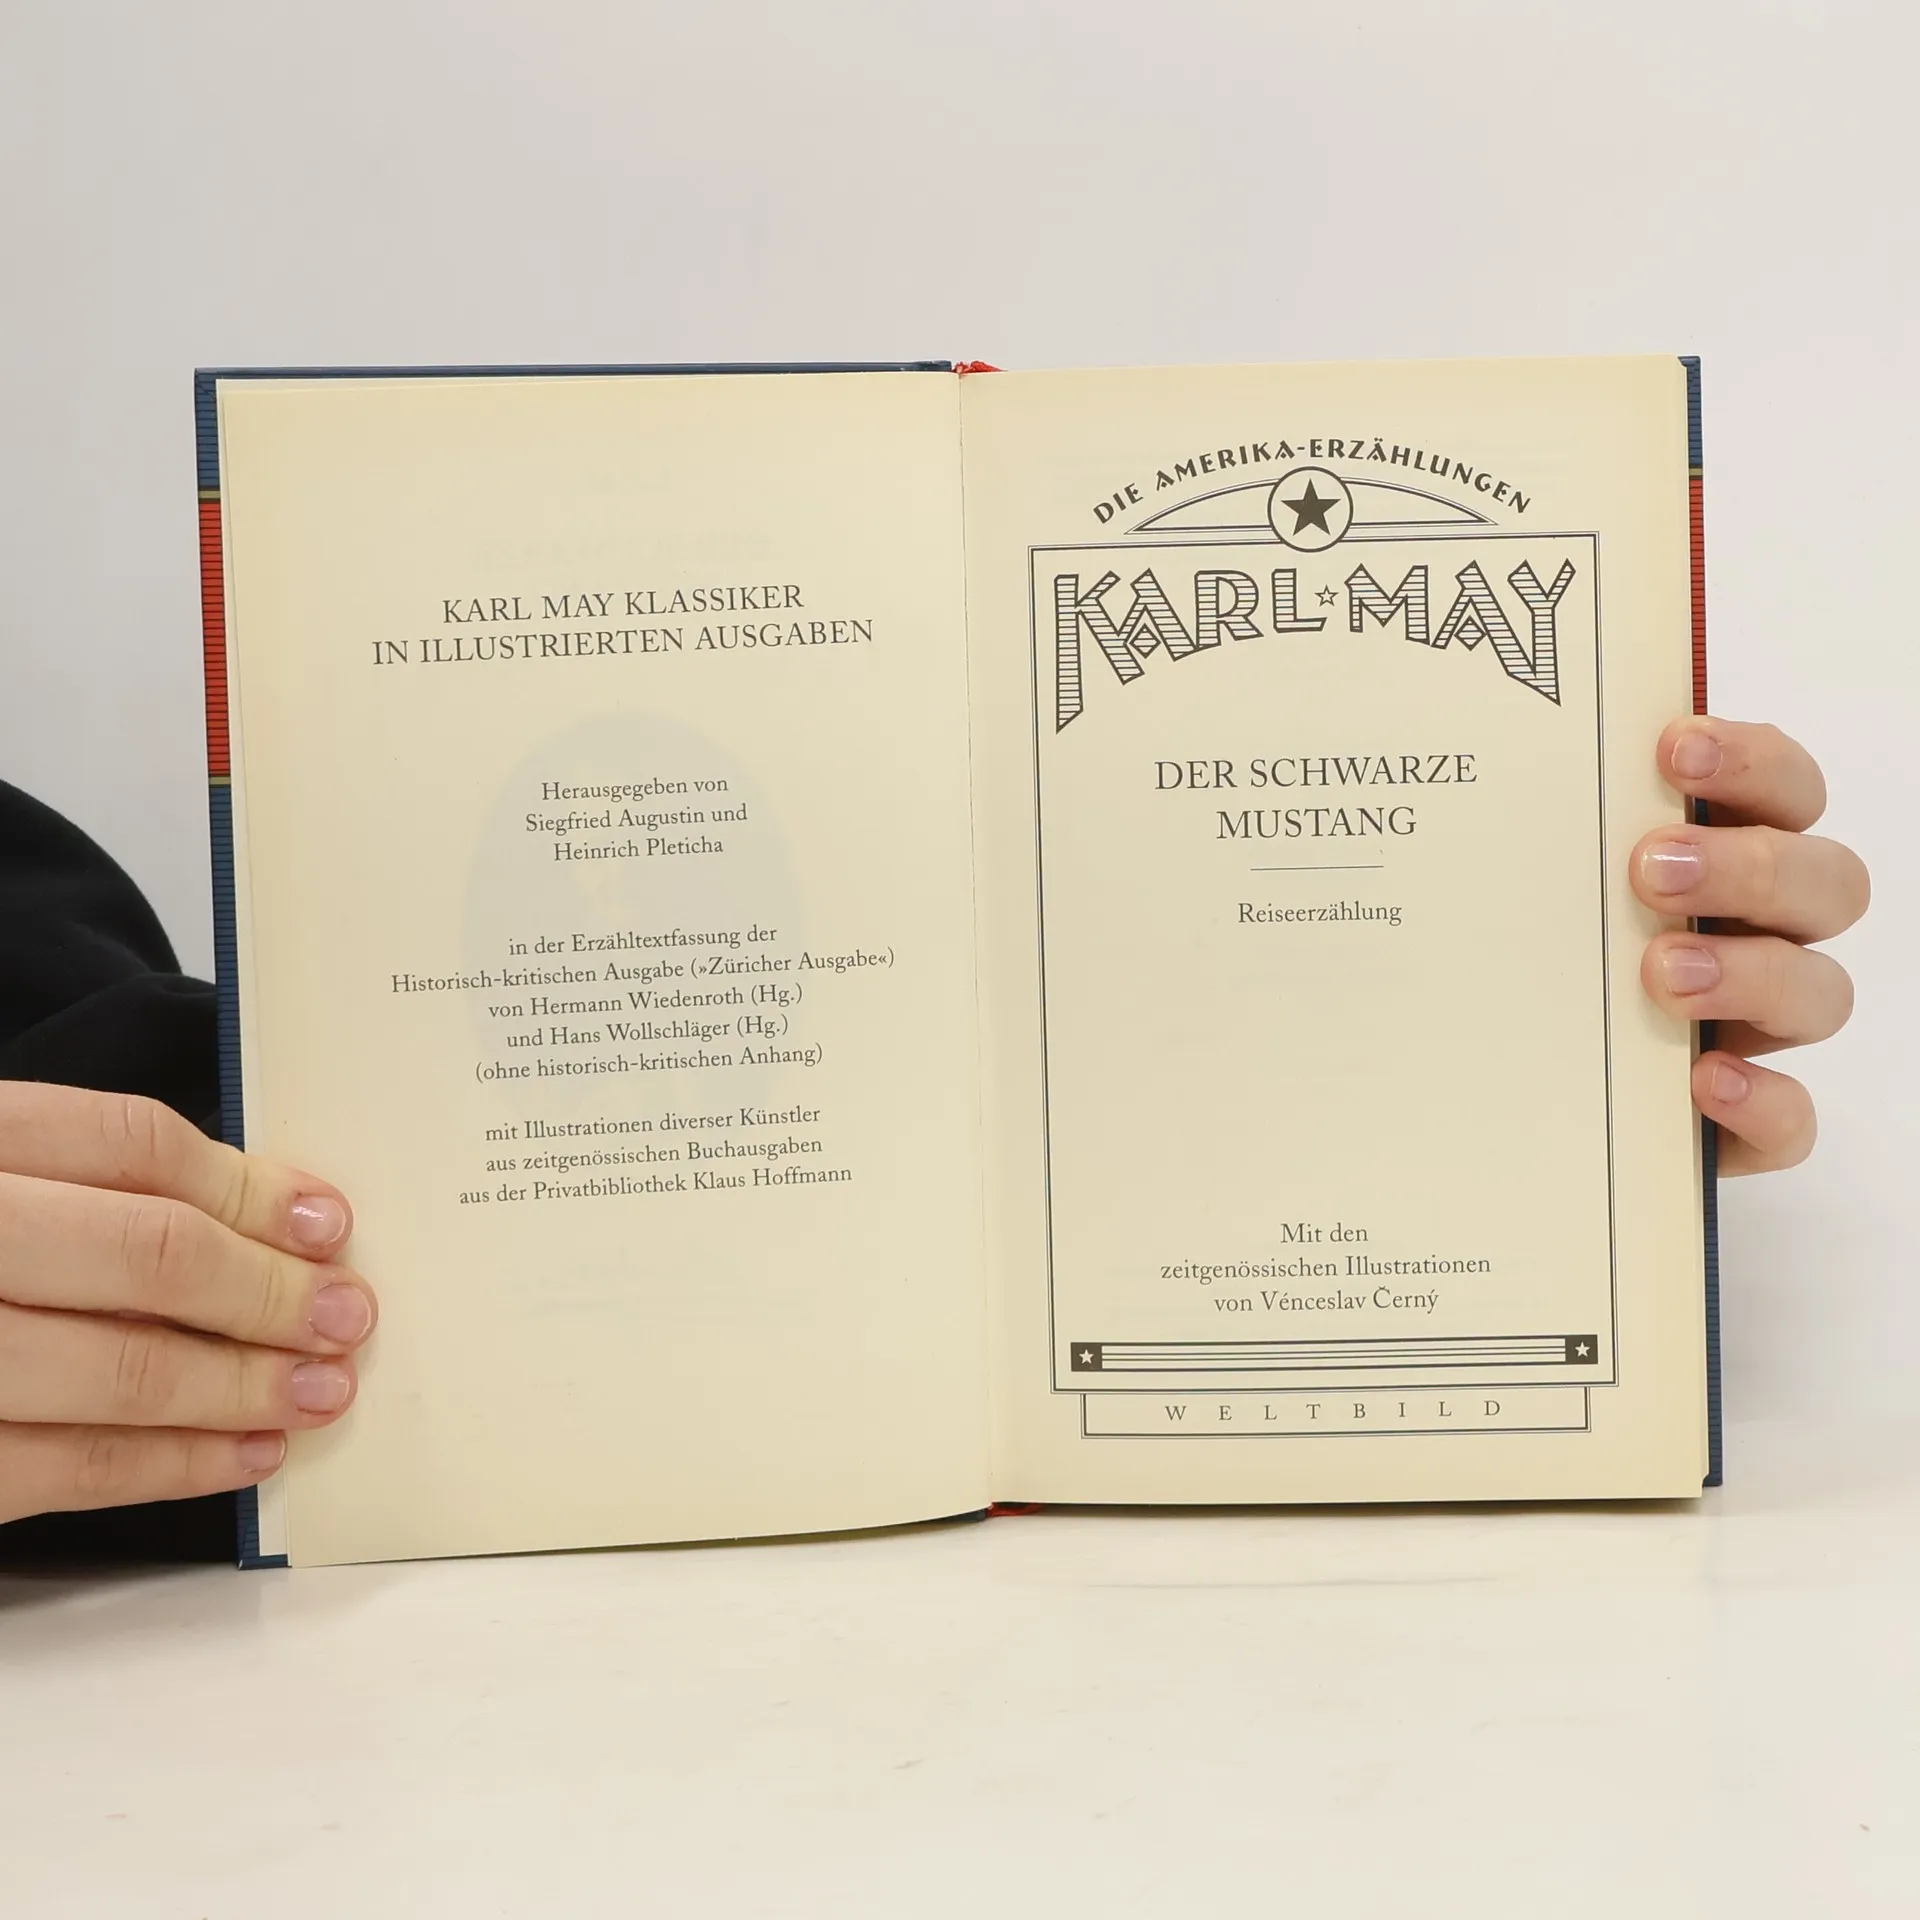 KARL MAY KLASSIKER
IN ILLUSTRIERTEN AUSGABEN
Herausgegeben von
Siegfried Augustin und
Heinrich Pleticha
in der Erzähltextfassung der
Historisch-kritischen Ausgabe (»Züricher Ausgabe«)
von Hermann Wiedenroth (Hg.)
und Hans Wollschläger (Hg.)
(ohne historisch-kritischen Anhang)
mit Illustrationen diverser Künstler
aus zeitgenössischen Buchausgaben
aus der Privatbibliothek Klaus Hoffmann
DIE AMERIKA-ERZÄHLUNGEN
KARL MAY
DER SCHWARZE
MUSTANG
Reiseerzählung
Mit den
zeitgenössischen Illustrationen
von Vénceslav Černý
WELTBILD